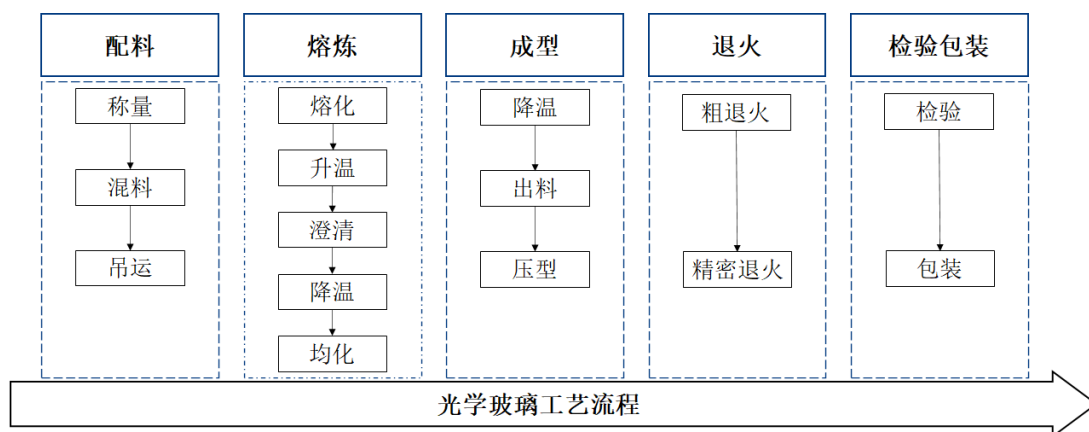 配料
称量
混料
吊运
熔炼
熔化
升温
澄清
降温
均化
成型
降温
出料
压型
退火
粗退火
精密退火
检验包装
检验
包装
光学玻璃工艺流程